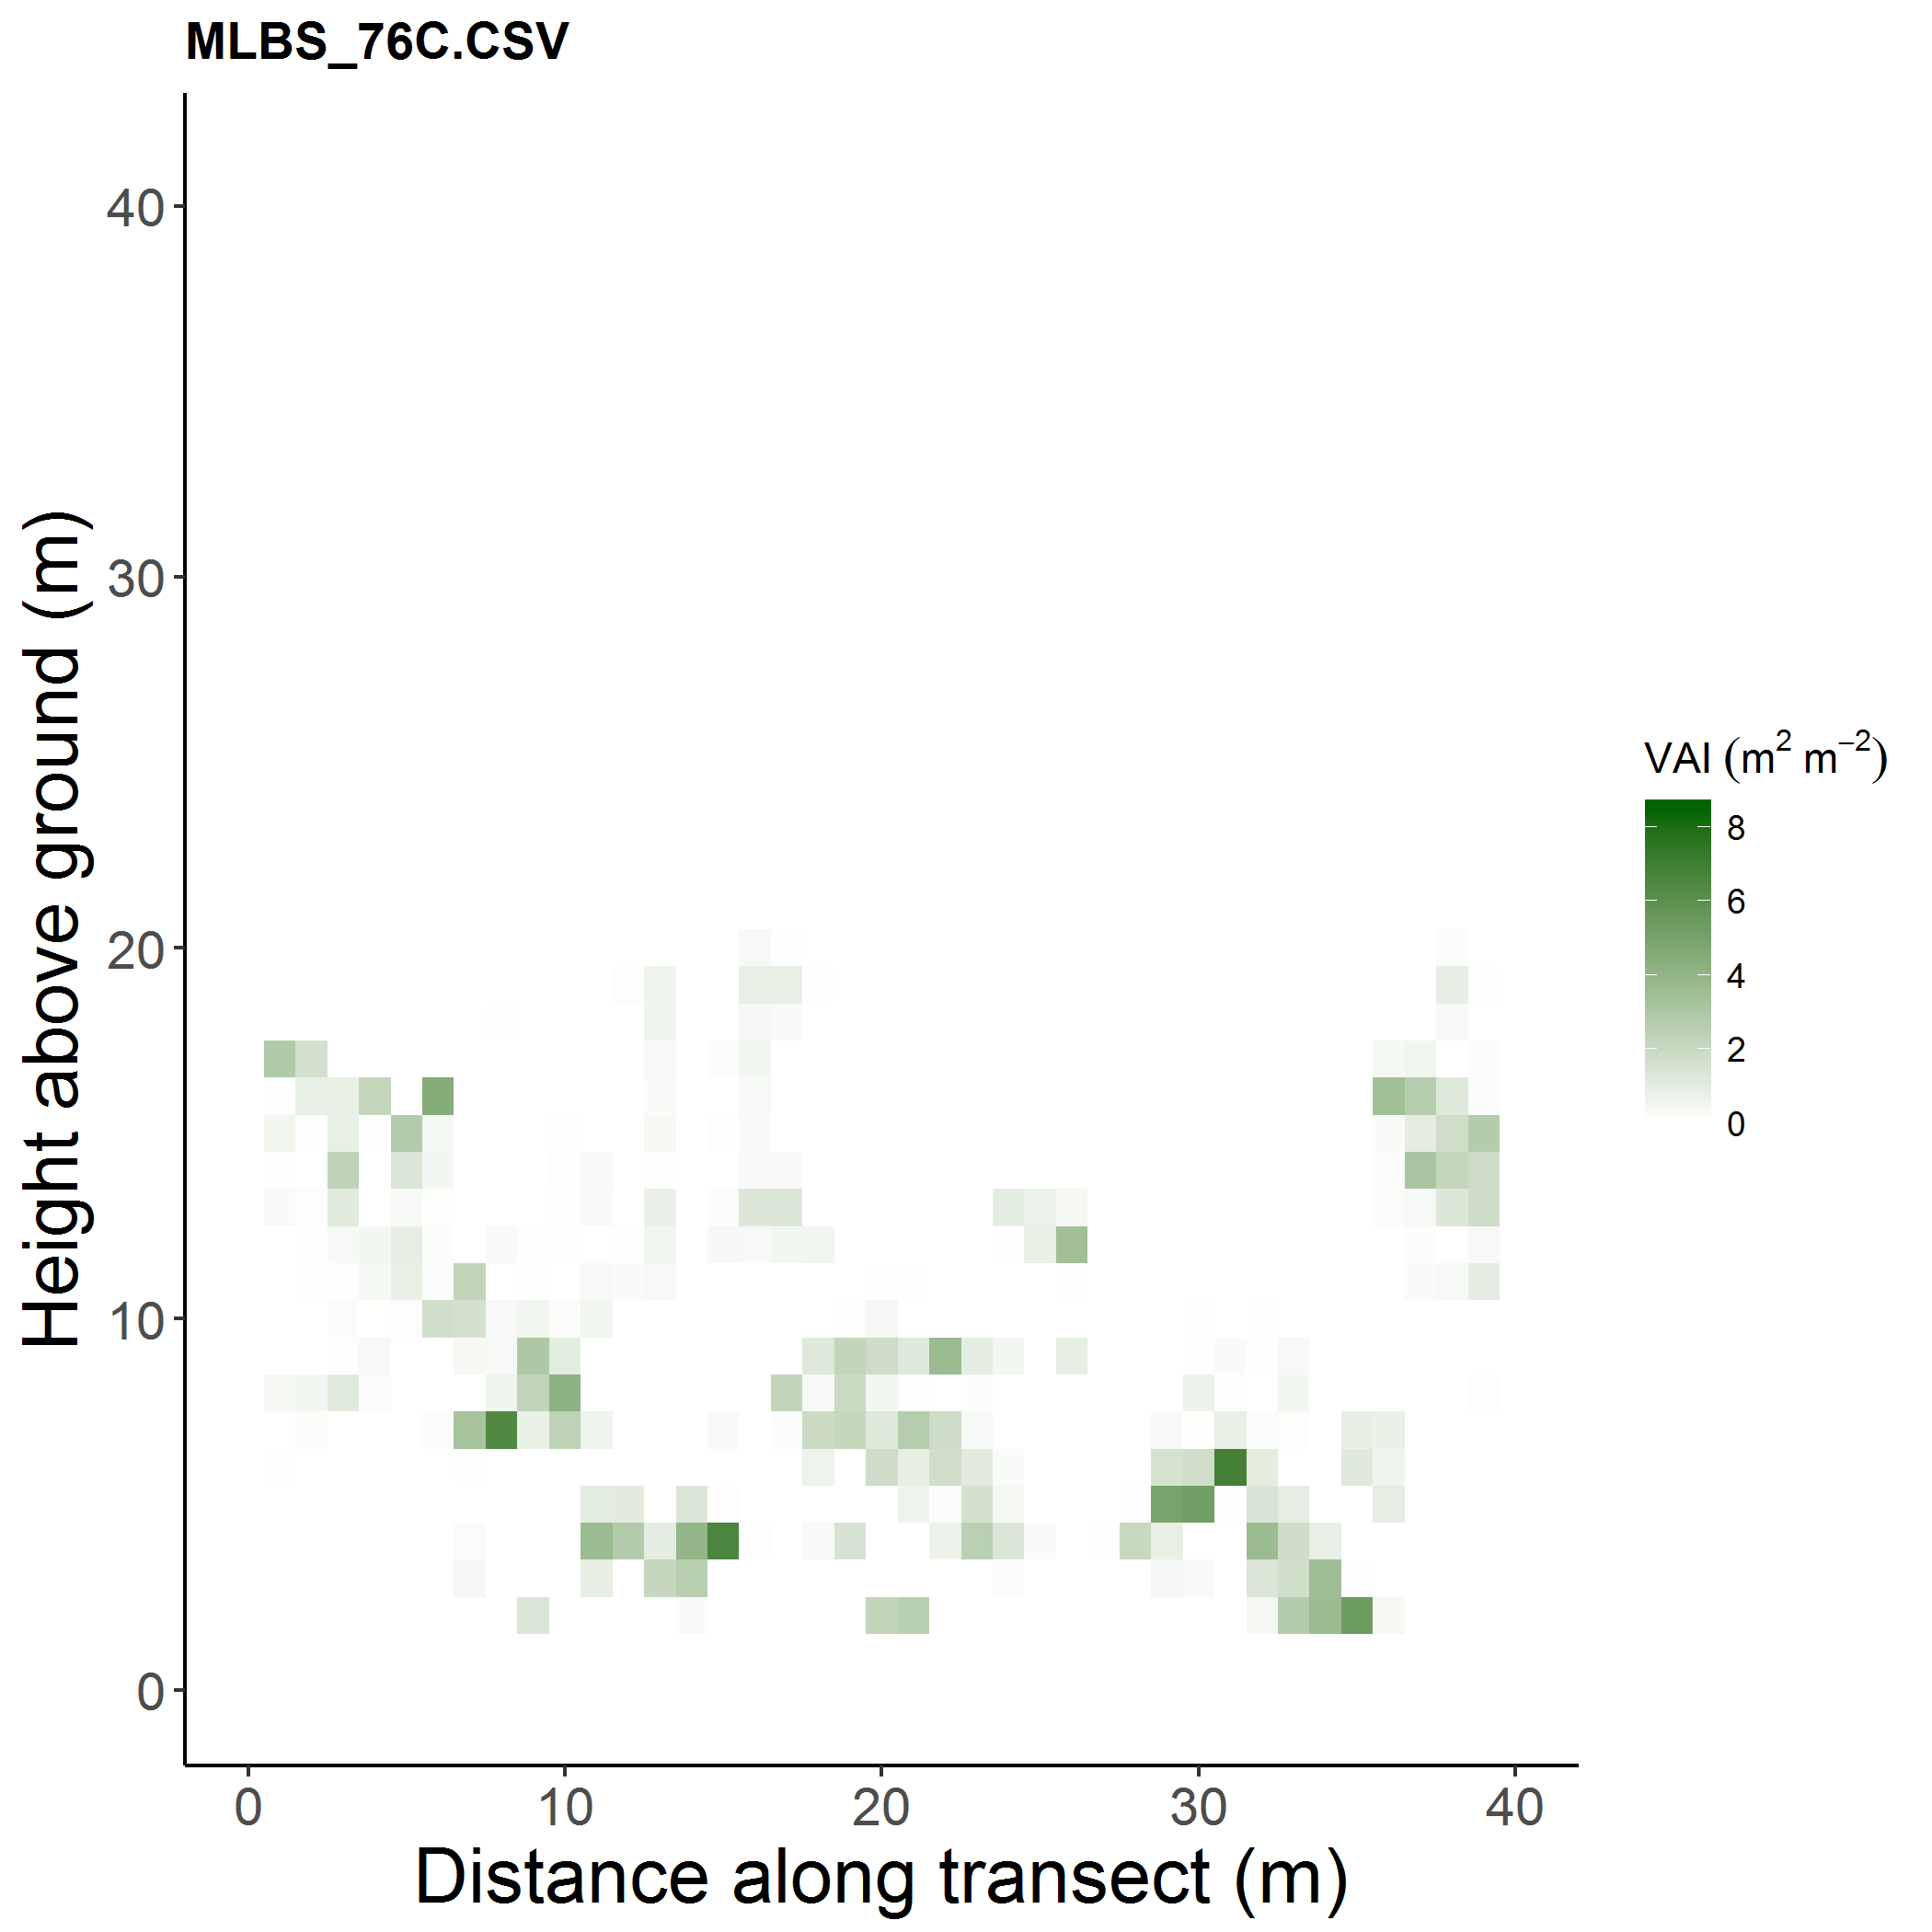 MLBS_76C.CSV
40
30
20
10
0
Height above ground (m)
0 10 20 30 40
Distance along transect (m)
VAI (m² m⁻²)
8
6
4
2
0